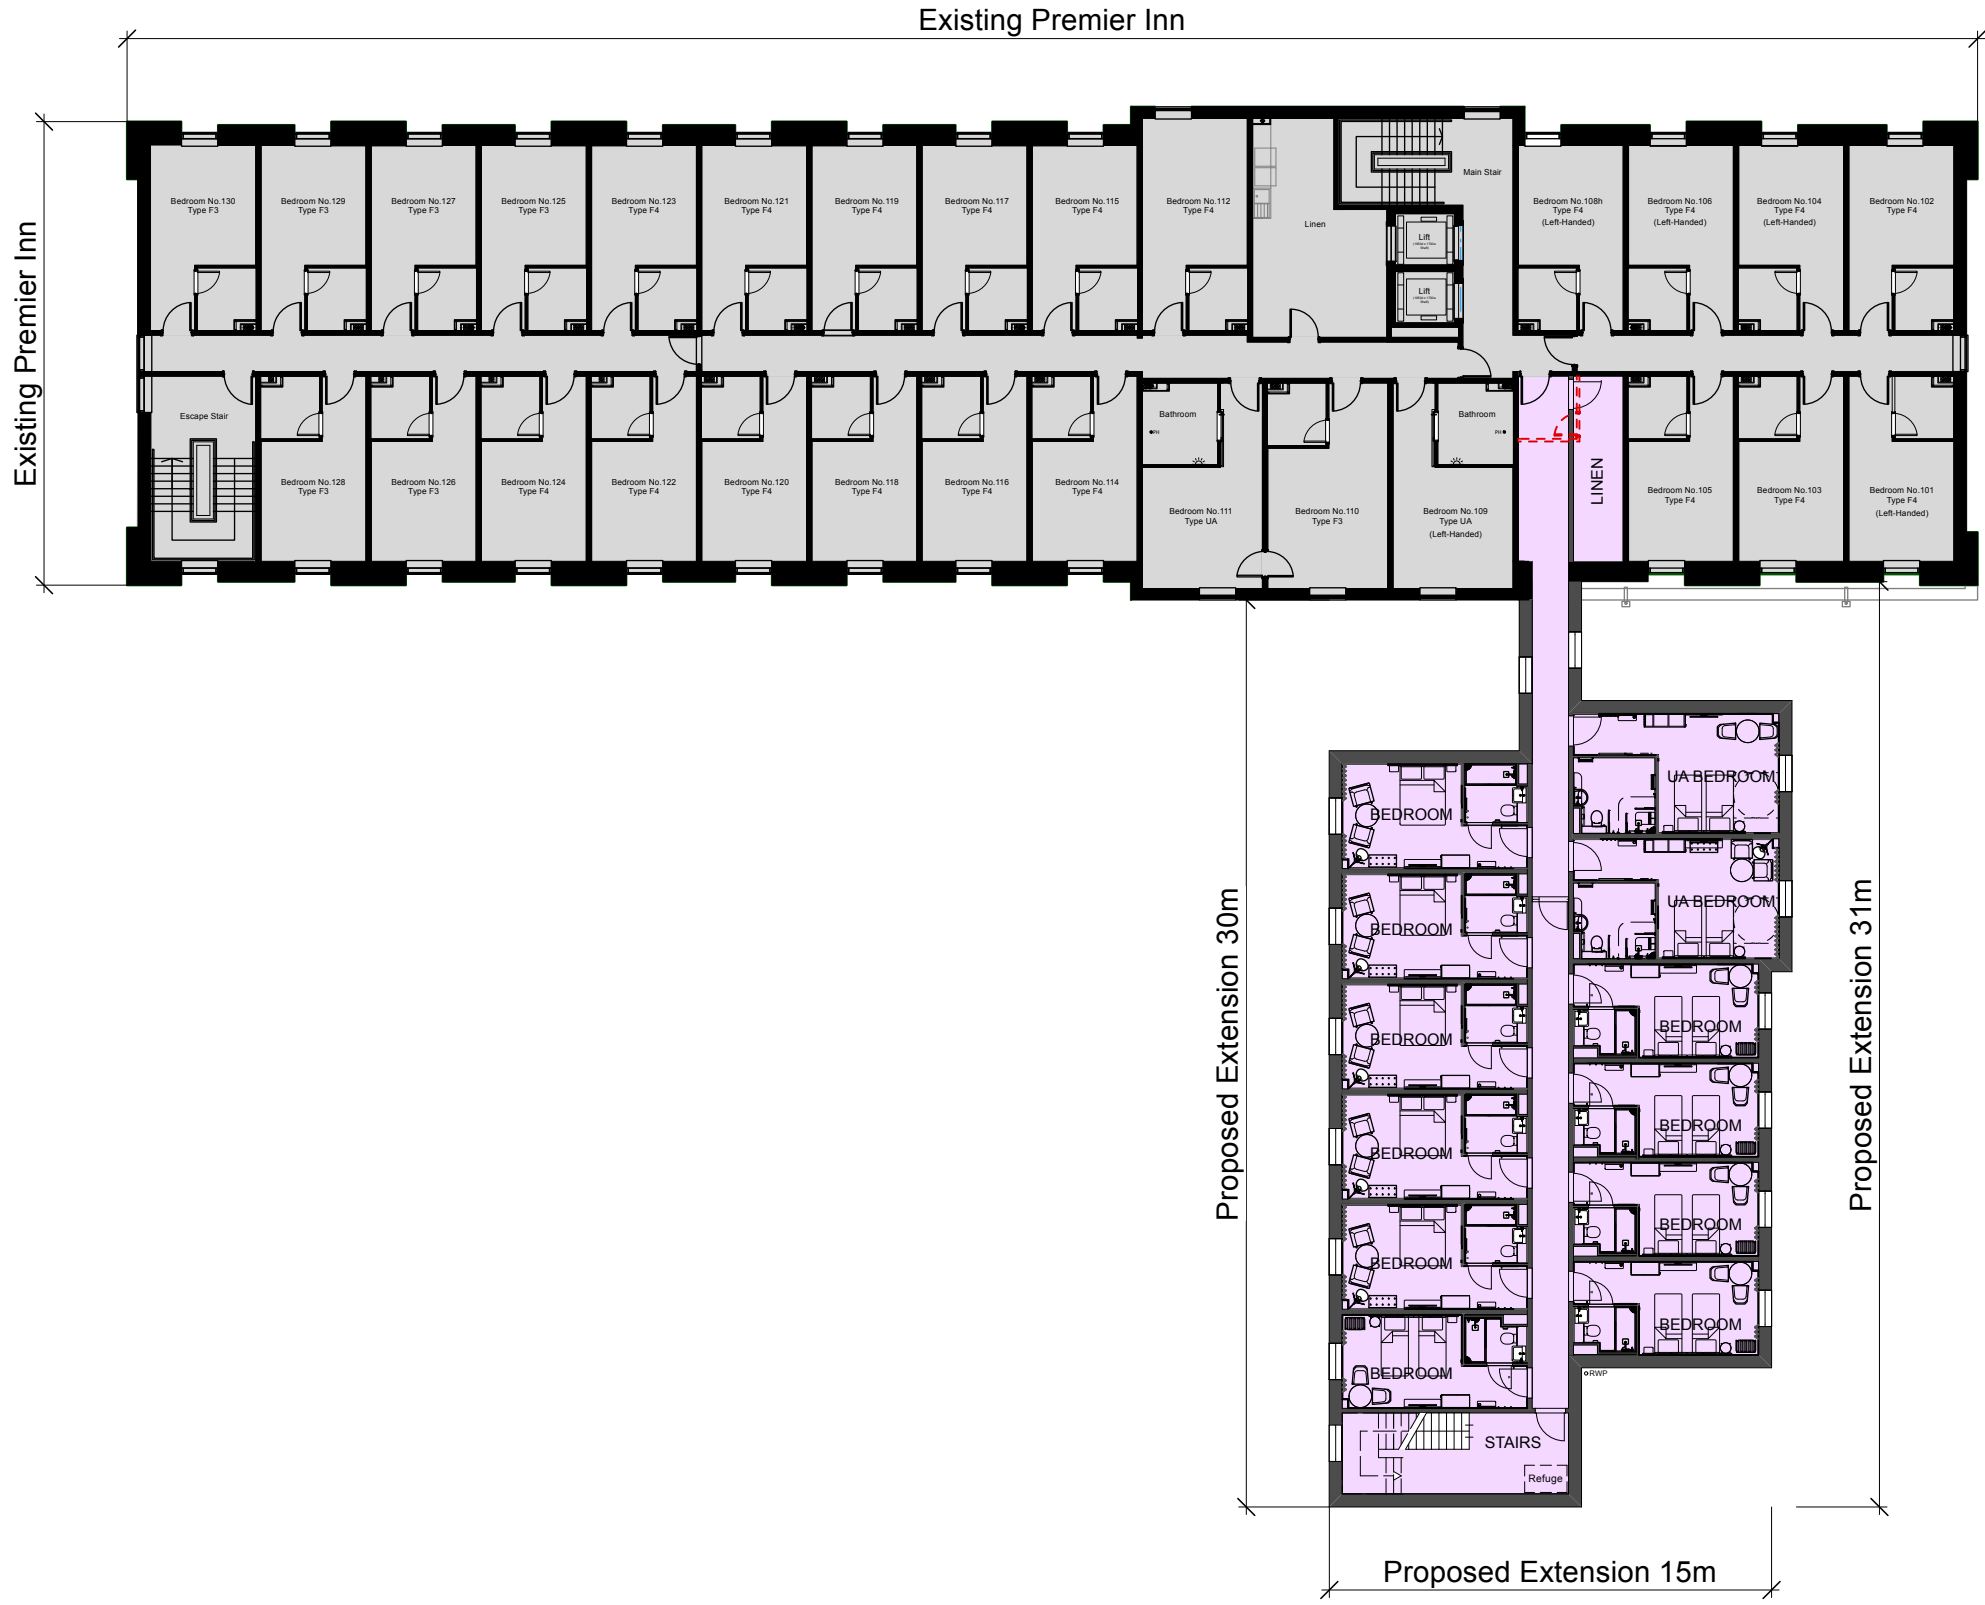 Existing Premier Inn
Existing Premier Inn
Bedroom No.130
Type F3
Bedroom No.129
Type F3
Bedroom No.127
Type F3
Bedroom No.125
Type F3
Bedroom No.123
Type F4
Bedroom No.121
Type F4
Bedroom No.119
Type F4
Bedroom No.117
Type F4
Bedroom No.115
Type F4
Bedroom No.112
Type F4
Linen
Main Stair
Lift
Lift
Bedroom No.108h
Type F4
(Left-Handed)
Bedroom No.106
Type F4
(Left-Handed)
Bedroom No.104
Type F4
(Left-Handed)
Bedroom No.102
Type F4
Escape Stair
Bedroom No.128
Type F3
Bedroom No.126
Type F3
Bedroom No.124
Type F4
Bedroom No.122
Type F4
Bedroom No.120
Type F4
Bedroom No.118
Type F4
Bedroom No.116
Type F4
Bedroom No.114
Type F4
Bathroom
PH
Bedroom No.111
Type UA
Bedroom No.110
Type F3
Bathroom
PH
Bedroom No.109
Type UA
(Left-Handed)
LINEN
Bedroom No.105
Type F4
Bedroom No.103
Type F4
Bedroom No.101
Type F4
(Left-Handed)
Proposed Extension 30m
BEDROOM
BEDROOM
BEDROOM
BEDROOM
BEDROOM
BEDROOM
UA BEDROOM
UA BEDROOM
BEDROOM
BEDROOM
BEDROOM
BEDROOM
RWP
STAIRS
Refuge
Proposed Extension 31m
Proposed Extension 15m